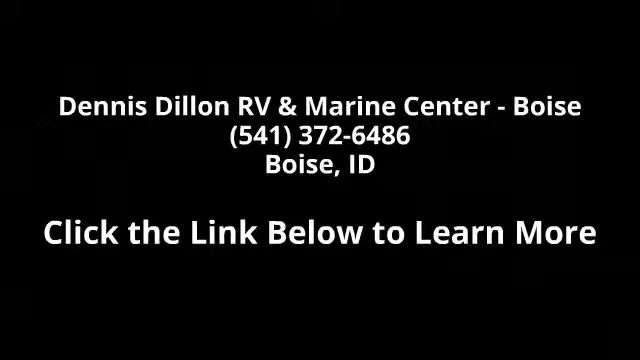 Dennis Dillon RV & Marine Center - Boise
(541) 372-6486
Boise, ID
Click the Link Below to Learn More